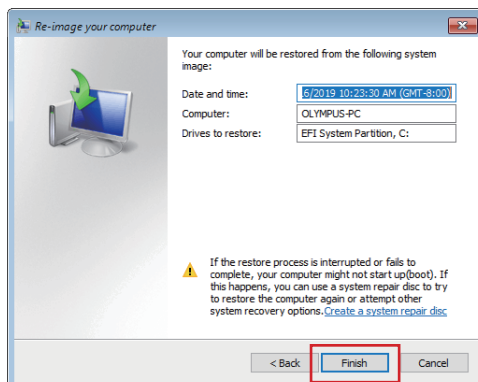 Re-image your computer
Your computer will be restored from the following system
image:
Date and time: 6/2019 10:23:30 AM (GMT-8:00)
Computer: OLYMPUS-PC
Drives to restore: EFI System Partition, C:
If the restore process is interrupted or fails to
complete, your computer might not start up(boot). If
this happens, you can use a system repair disc to try
to restore the computer again or attempt other
system recovery options.Create a system repair disc
< Back Finish Cancel